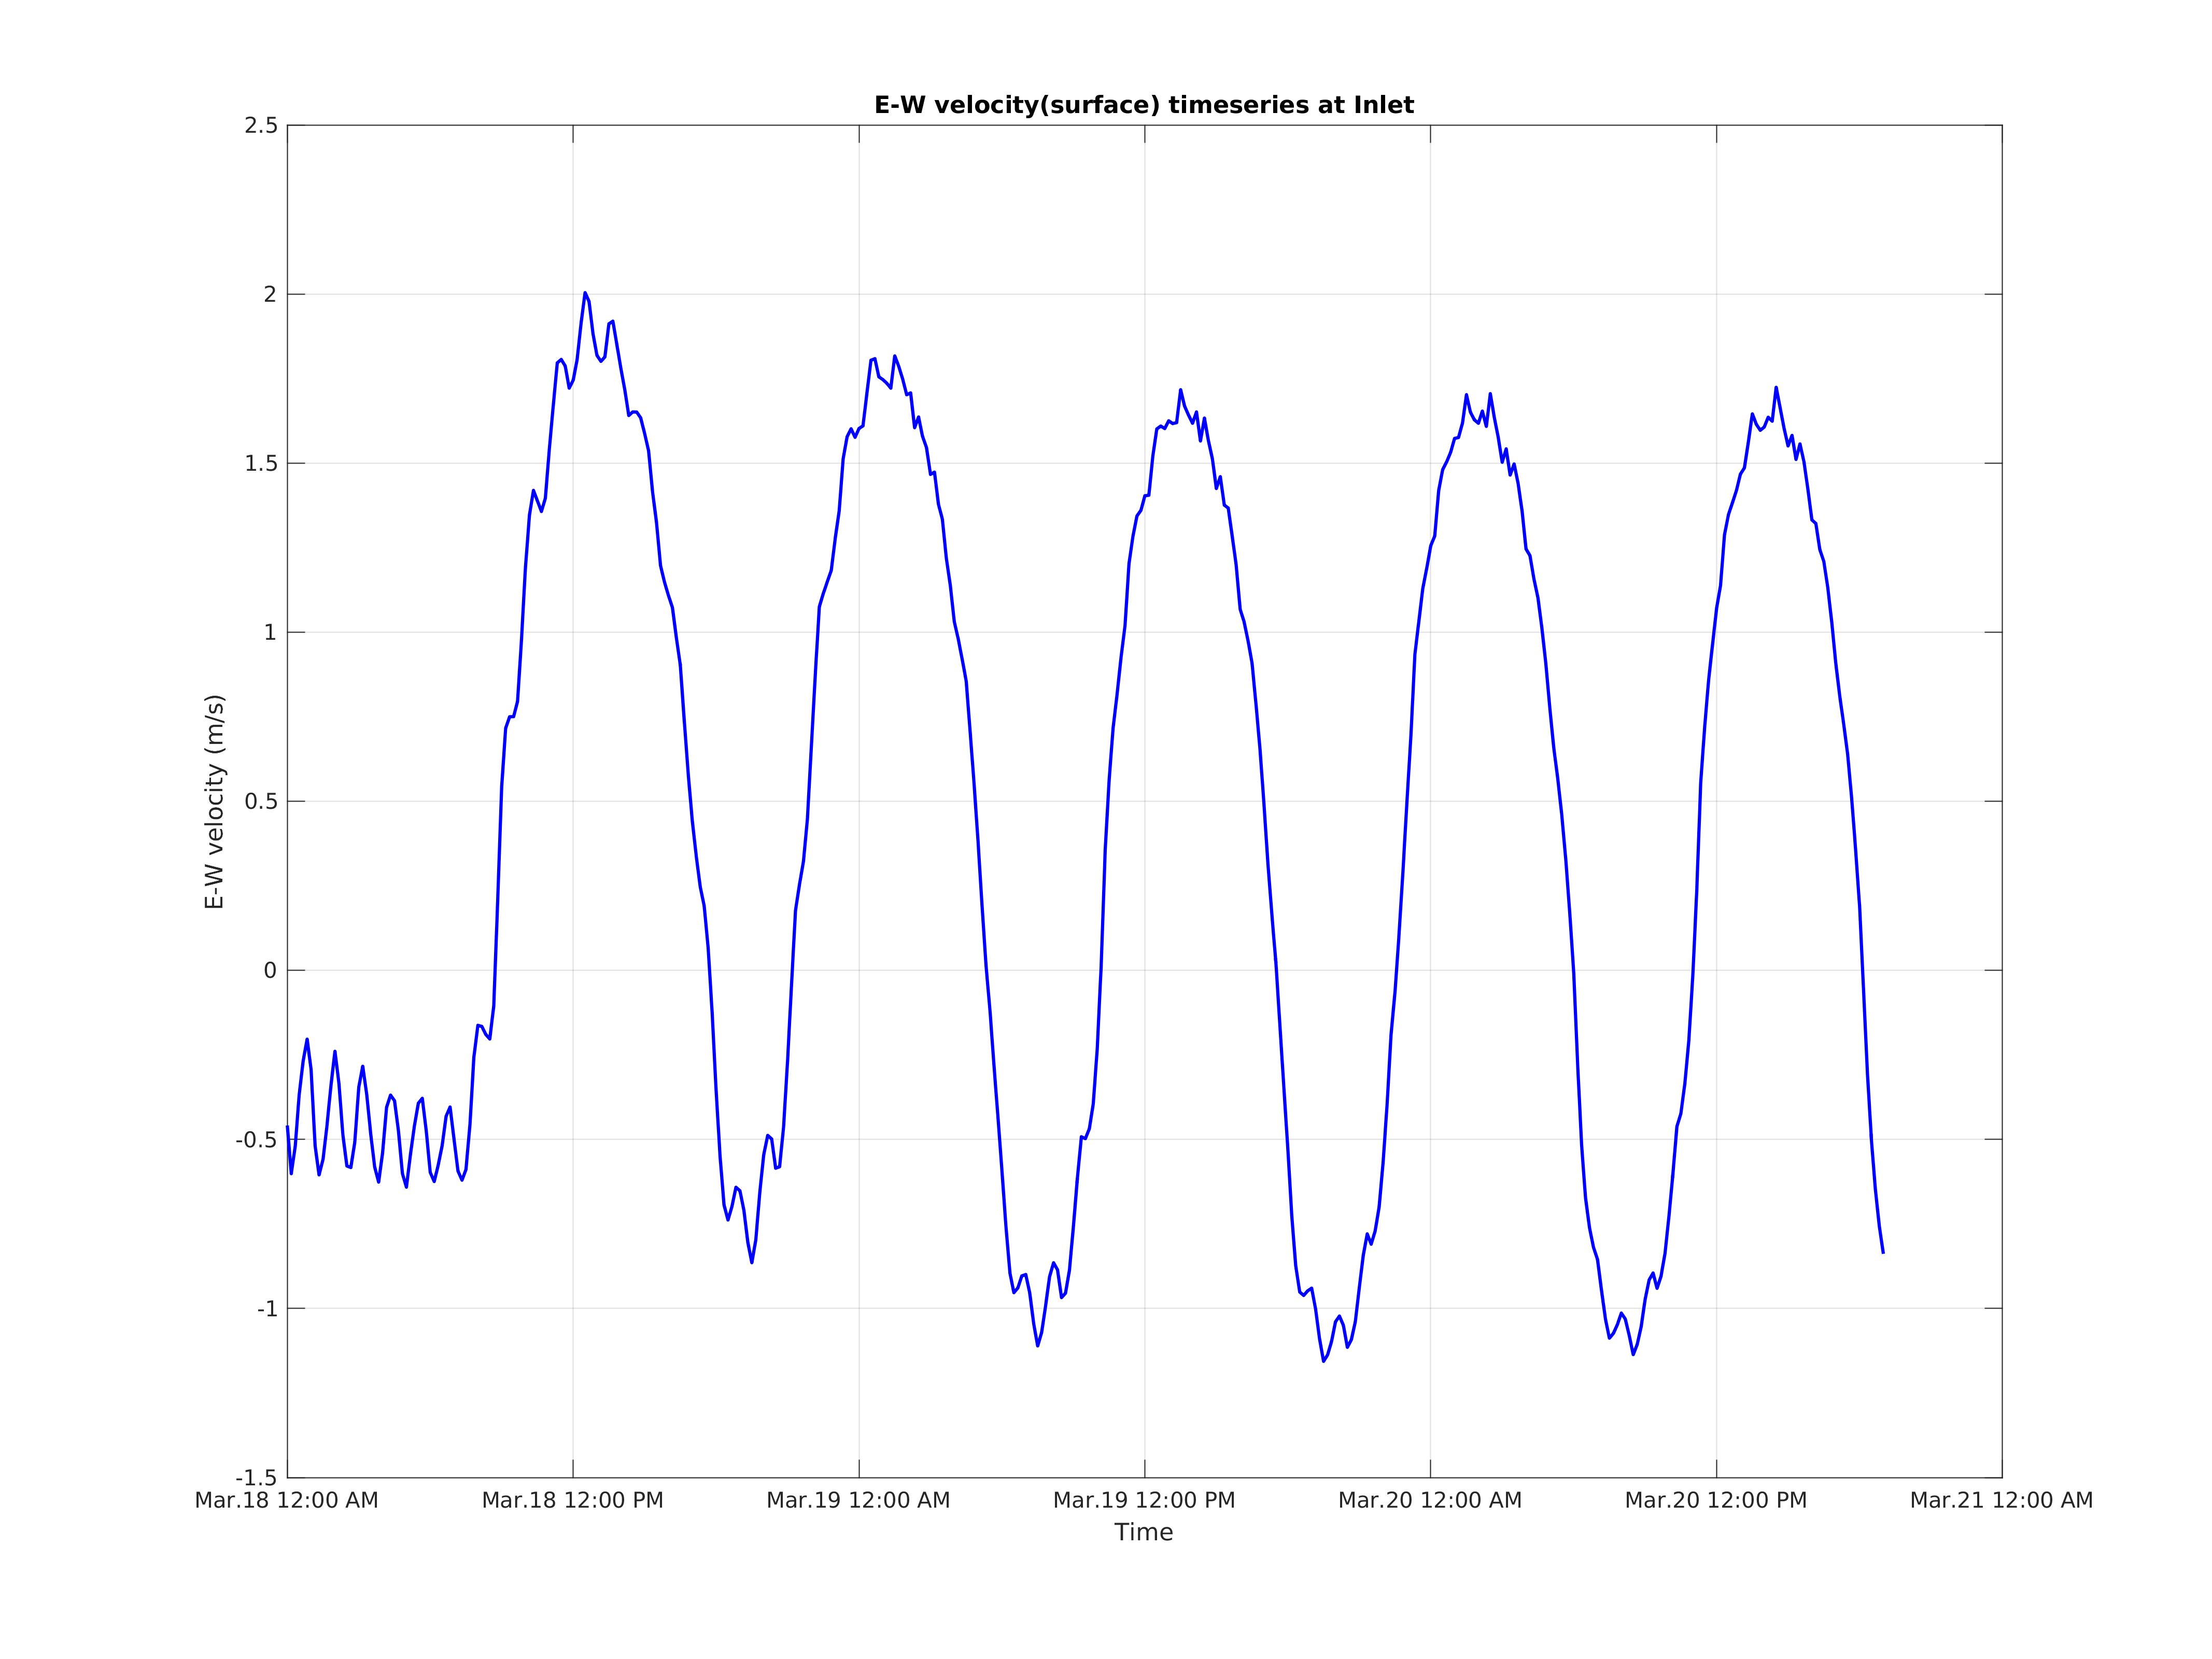 E-W velocity(surface) timeseries at Inlet
2.5
2
1.5
1
0.5
0
-0.5
-1
-1.5
E-W velocity (m/s)
Mar.18 12:00 AM Mar.18 12:00 PM Mar.19 12:00 AM Mar.19 12:00 PM Mar.20 12:00 AM Mar.20 12:00 PM Mar.21 12:00 AM
Time